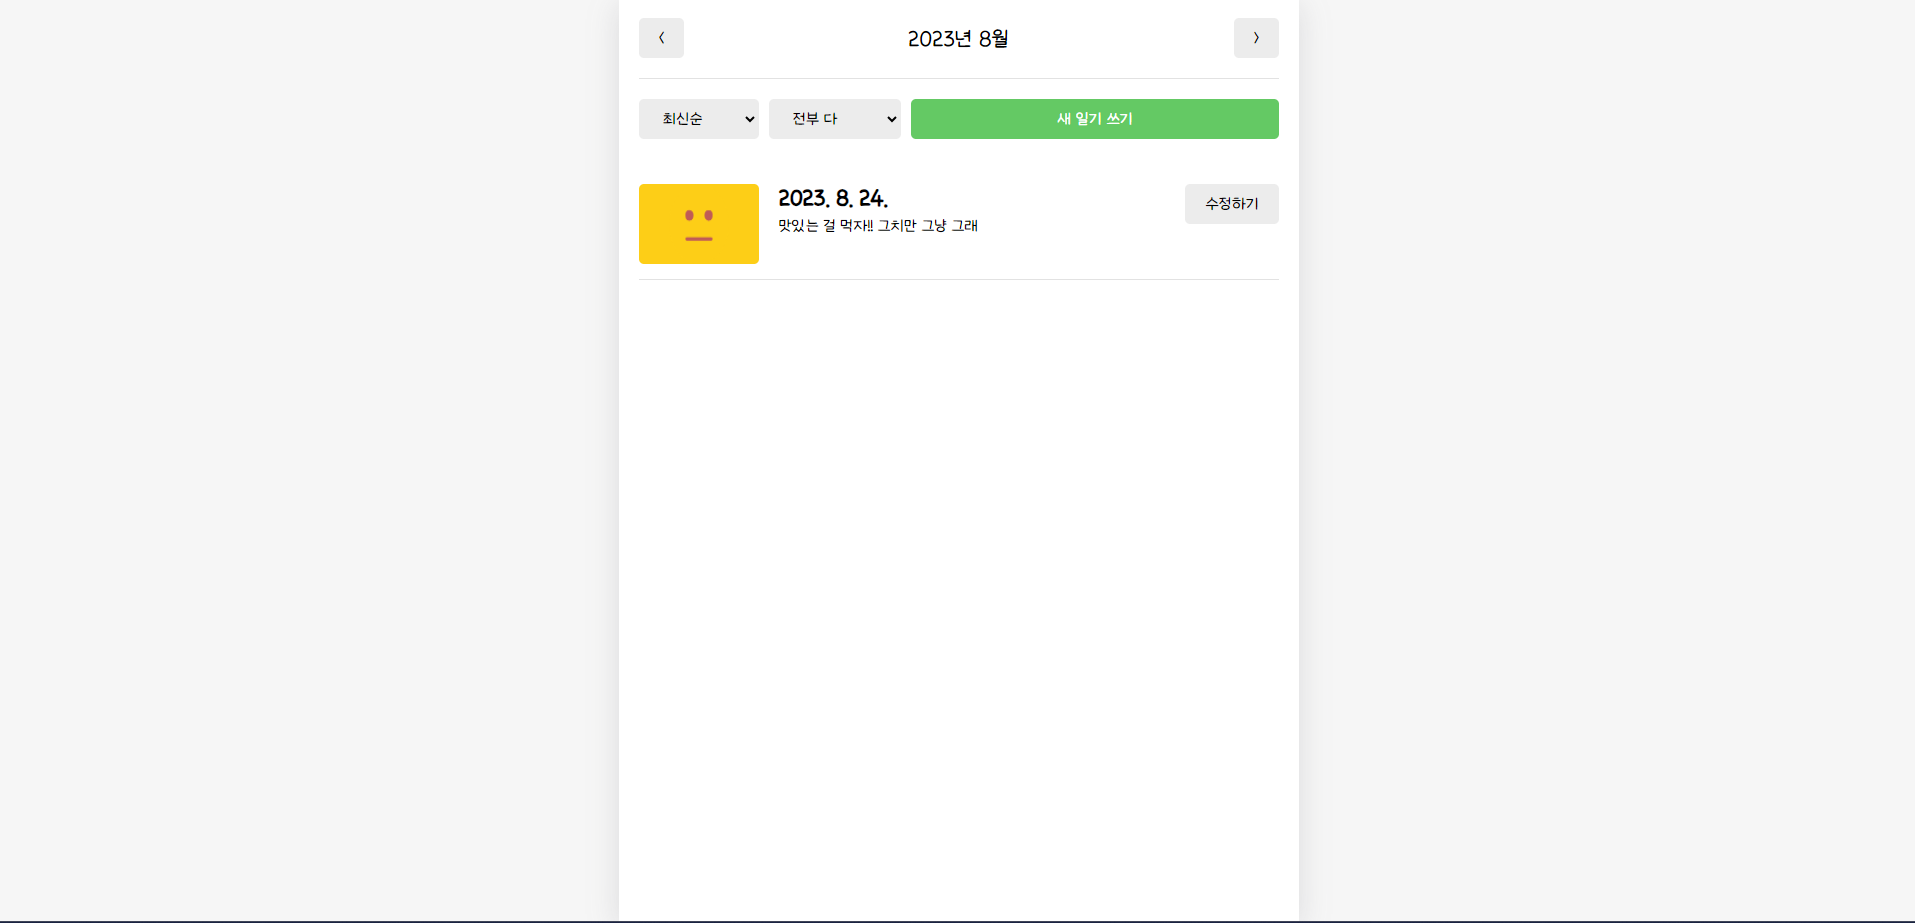 2023년 8월
최신순
전부 다
새 일기 쓰기
2023. 8. 24.
수정하기
맛있는 걸 먹자!! 그치만 그냥 그래